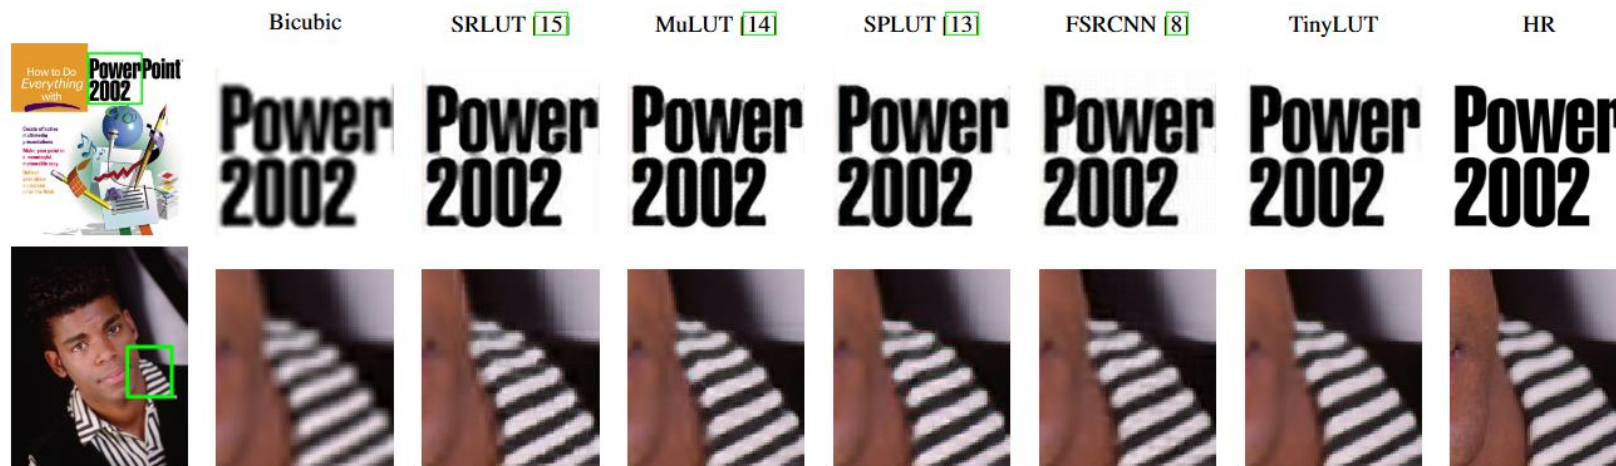 Bicubic
SRLUT [15]
MuLUT [14]
SPLUT [13]
FSRCNN [8]
TinyLUT
HR
How to Do
Everything
with
PowerPoint
2002
Power
2002
Power
2002
Power
2002
Power
2002
Power
2002
Power
2002
Power
2002